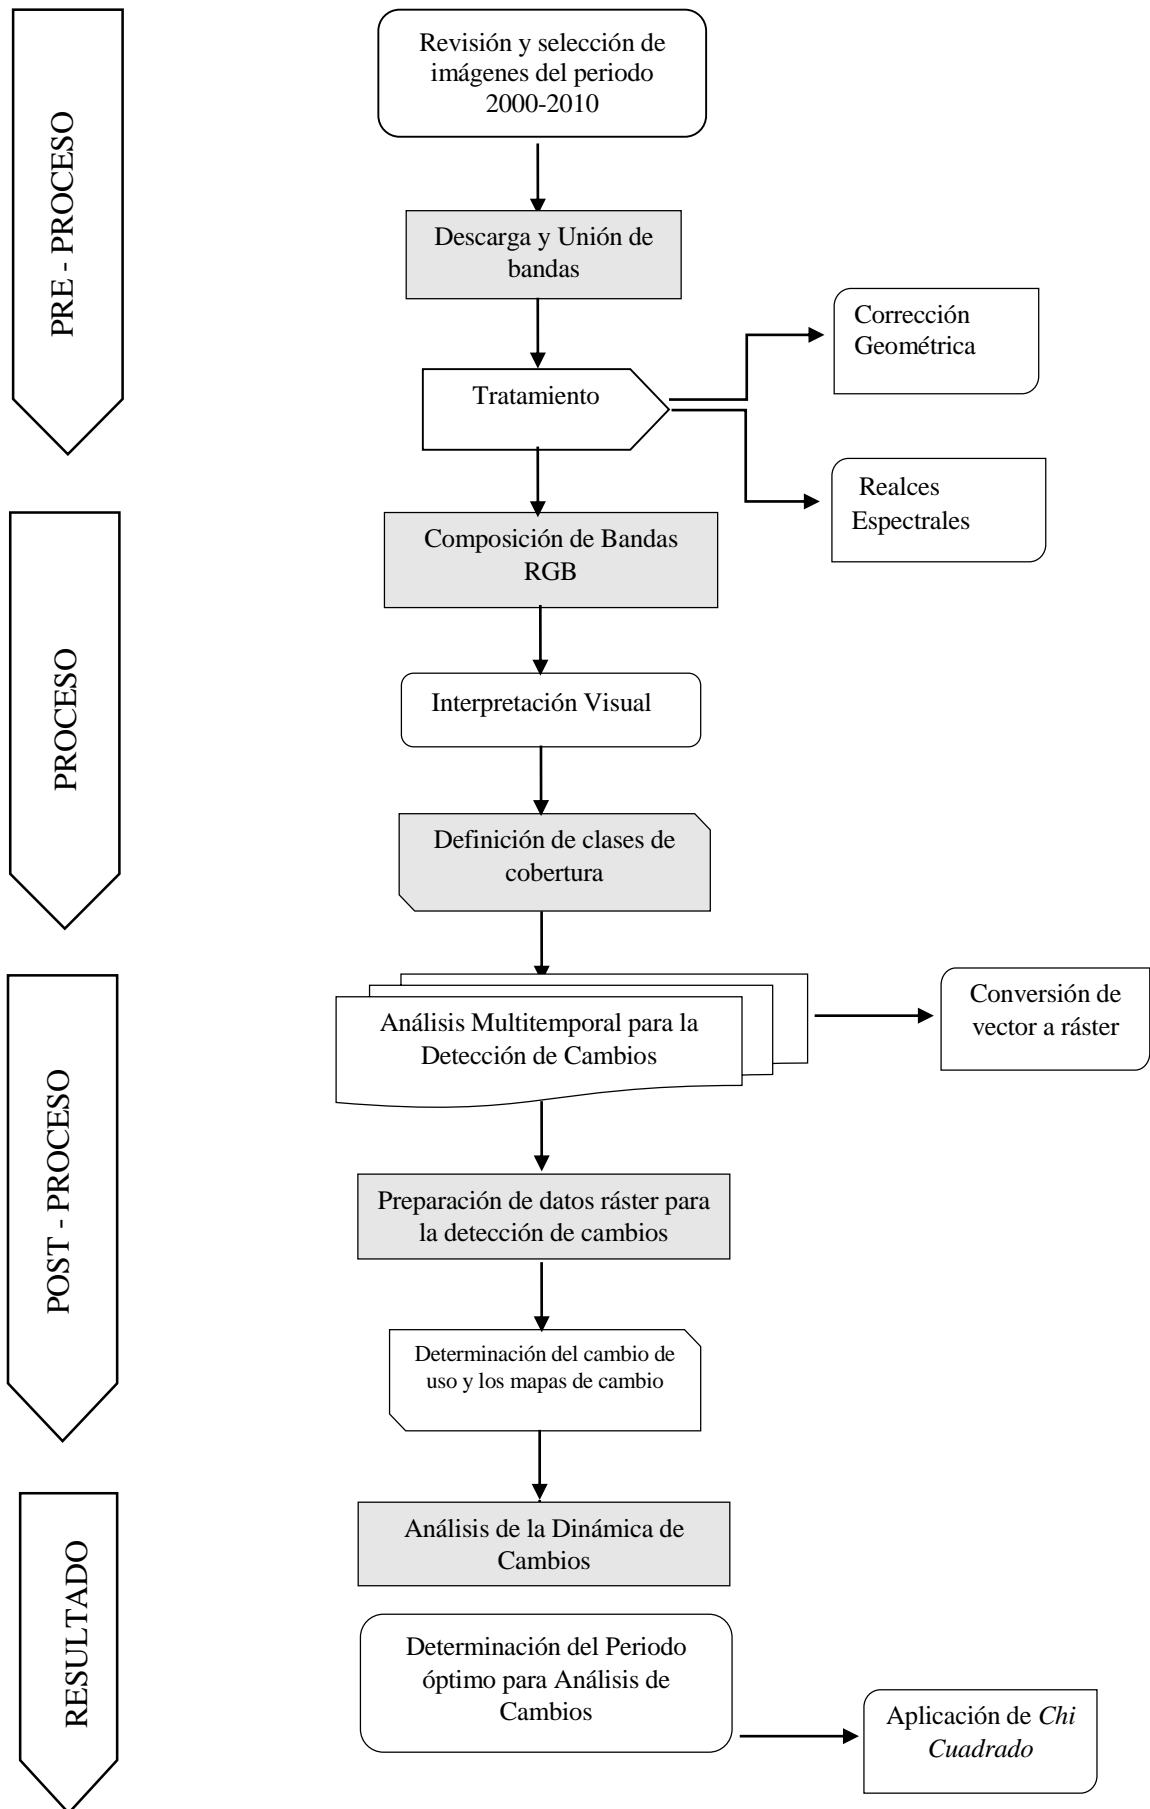 PRE - PROCESO
Revisión y selección de
imágenes del periodo
2000-2010
Descarga y Unión de
bandas
Tratamiento
Corrección
Geométrica
Realces
Espectrales
PROCESO
Composición de Bandas
RGB
Interpretación Visual
Definición de clases de
cobertura
POST - PROCESO
Análisis Multitemporal para la
Detección de Cambios
Conversión de
vector a ráster
Preparación de datos ráster para
la detección de cambios
Determinación del cambio de
uso y los mapas de cambio
RESULTADO
Análisis de la Dinámica de
Cambios
Determinación del Periodo
óptimo para Análisis de
Cambios
Aplicación de Chi
Cuadrado